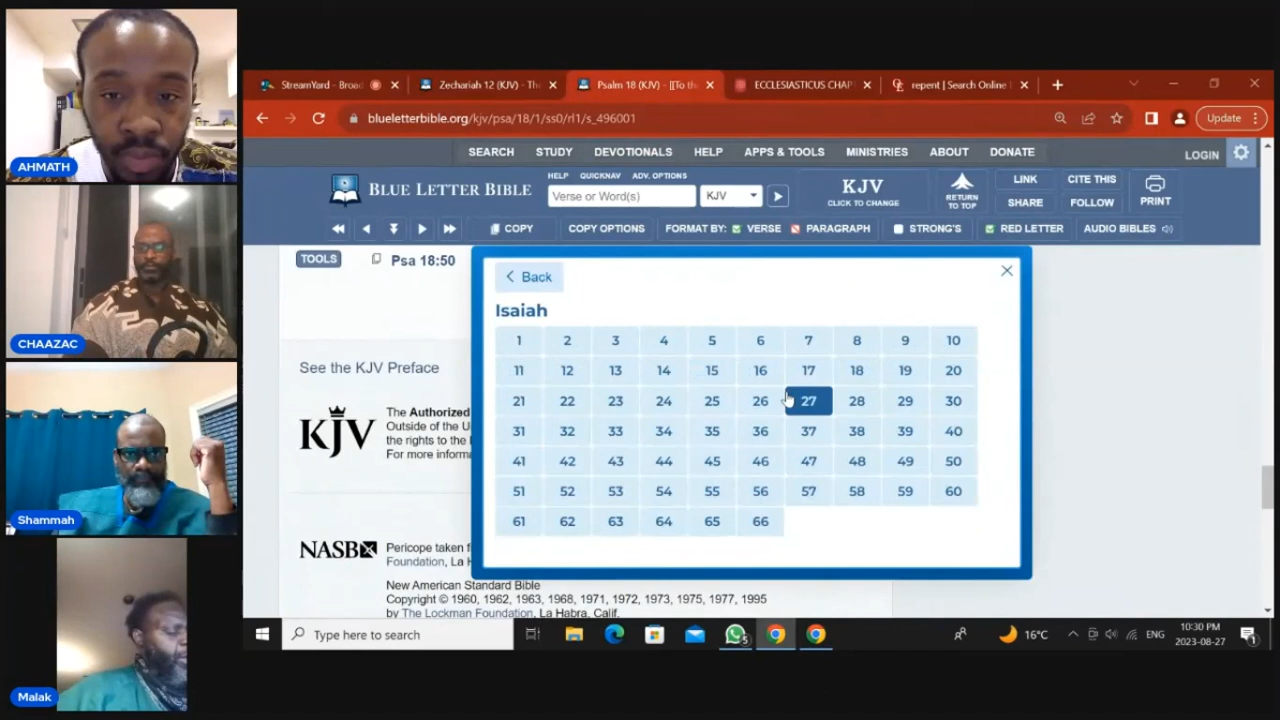 AHMATH
CHAAZAC
Shammah
Malak
StreamYard - Broad
Zechariah 12 (KJV) - The
Psalm 18 (KJV) - [[To th
ECCLESIASTICUS CHAP
repent | Search Online
blueletterbible.org/kjv/psa/18/1/ss0/rl1/s_496001
Update
SEARCH STUDY DEVOTIONALS HELP APPS & TOOLS MINISTRIES ABOUT DONATE
LOGIN
BLUE LETTER BIBLE
HELP QUICKNAV ADV. OPTIONS
Verse or Word(s)
KJV
KJV
CLICK TO CHANGE
RETURN
TO TOP
LINK
SHARE
CITE THIS
FOLLOW
PRINT
COPY COPY OPTIONS FORMAT BY: VERSE PARAGRAPH STRONG'S RED LETTER AUDIO BIBLES
TOOLS Psa 18:50
Back
Isaiah
1 2 3 4 5 6 7 8 9 10
11 12 13 14 15 16 17 18 19 20
21 22 23 24 25 26 27 28 29 30
31 32 33 34 35 36 37 38 39 40
41 42 43 44 45 46 47 48 49 50
51 52 53 54 55 56 57 58 59 60
61 62 63 64 65 66
See the KJV Preface
KJV
The Authorized
Outside of the U
the rights to the
For more informa
NASB
Pericope taken f
Foundation, La H
New American Standard Bible
Copyright © 1960, 1962, 1963, 1968, 1971, 1972, 1973, 1975, 1977, 1995
by The Lockman Foundation, La Habra, Calif.
Type here to search
5
16°C
ENG
10:30 PM
2023-08-27
1